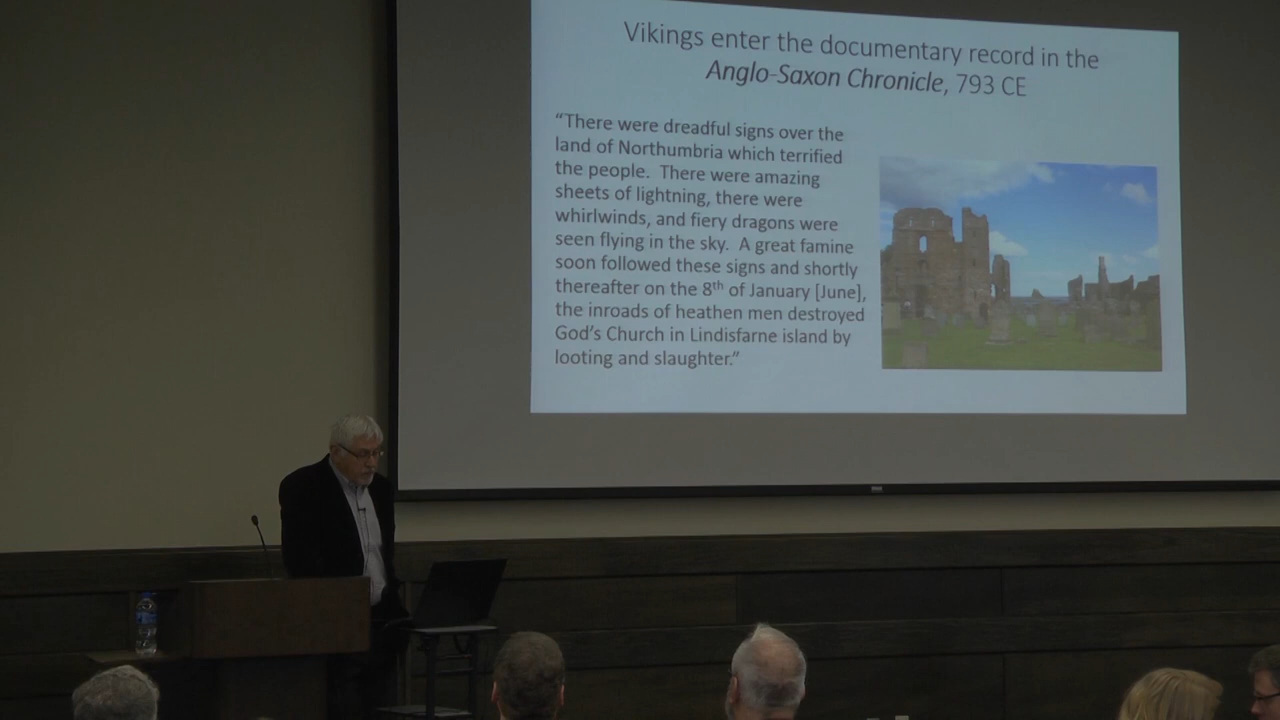 Vikings enter the documentary record in the
Anglo-Saxon Chronicle, 793 CE
“There were dreadful signs over the
land of Northumbria which terrified
the people.  There were amazing
sheets of lightning, there were
whirlwinds, and fiery dragons were
seen flying in the sky.  A great famine
soon followed these signs and shortly
thereafter on the 8th of January [June],
the inroads of heathen men destroyed
God’s Church in Lindisfarne island by
looting and slaughter.”